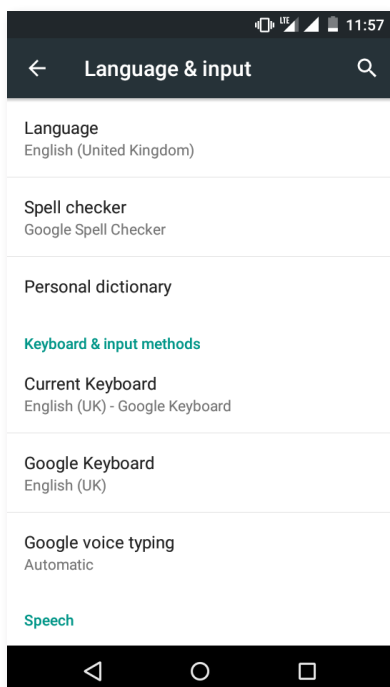 LTE 11:57
Language & input
Language
English (United Kingdom)
Spell checker
Google Spell Checker
Personal dictionary
Keyboard & input methods
Current Keyboard
English (UK) - Google Keyboard
Google Keyboard
English (UK)
Google voice typing
Automatic
Speech